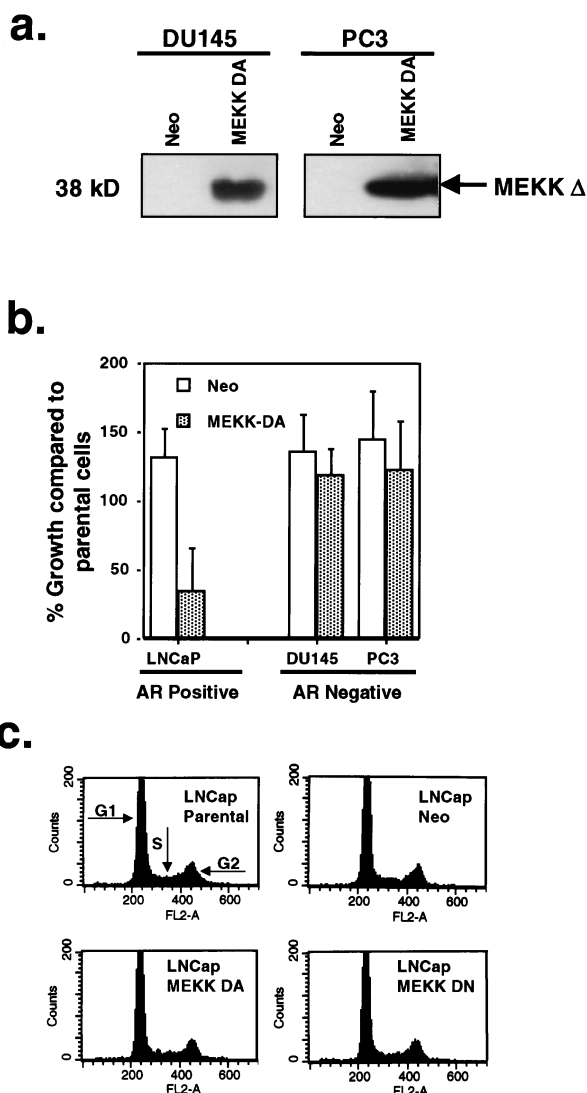 a.
DU145 PC3
Neo MEKK DA Neo MEKK DA
38 kD MEKK Δ
b.
% Growth compared to
parental cells
200
150
100
50
0
Neo
MEKK-DA
LNCaP DU145 PC3
AR Positive AR Negative
c.
200
Counts
0
G1
S
G2
LNCap
Parental
200 400 600
FL2-A
200
Counts
0
LNCap
Neo
200 400 600
FL2-A
200
Counts
0
LNCap
MEKK DA
200 400 600
FL2-A
200
Counts
0
LNCap
MEKK DN
200 400 600
FL2-A